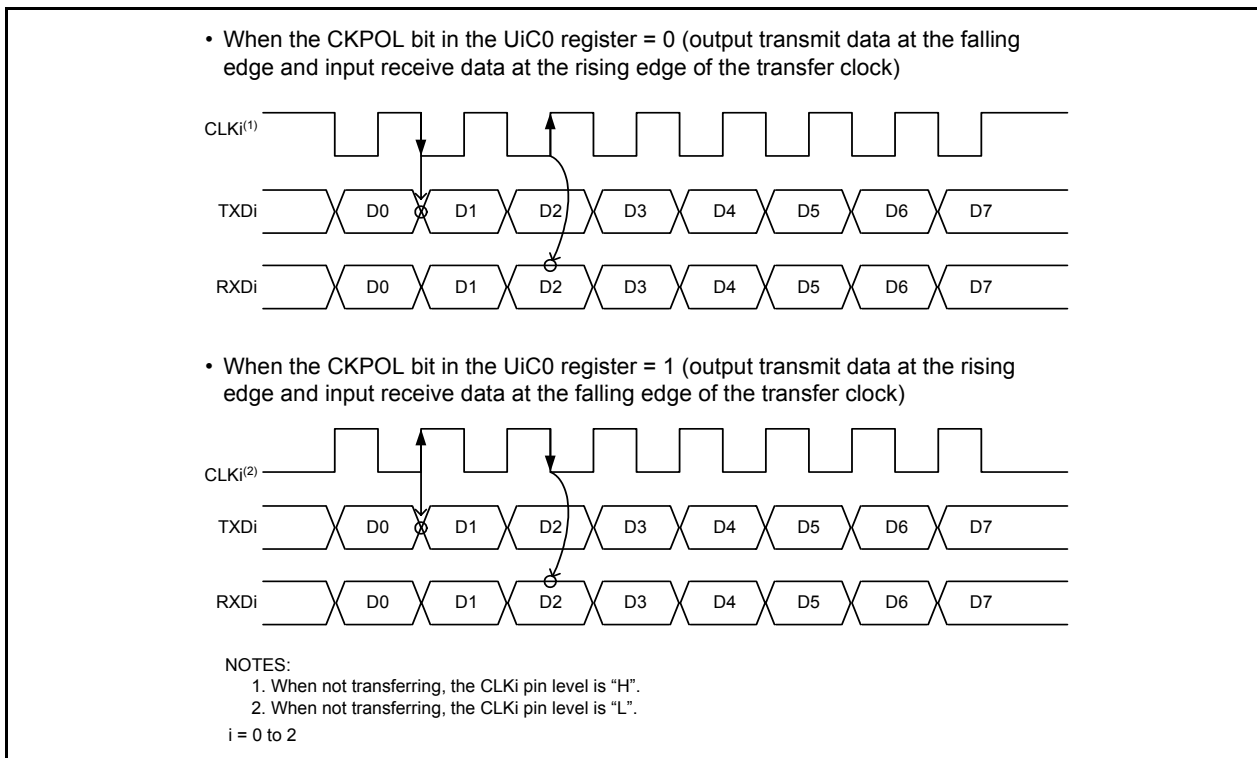 • When the CKPOL bit in the UiC0 register = 0 (output transmit data at the falling
edge and input receive data at the rising edge of the transfer clock)
CLKi(1)
TXDi D0 D1 D2 D3 D4 D5 D6 D7
RXDi D0 D1 D2 D3 D4 D5 D6 D7
• When the CKPOL bit in the UiC0 register = 1 (output transmit data at the rising
edge and input receive data at the falling edge of the transfer clock)
CLKi(2)
TXDi D0 D1 D2 D3 D4 D5 D6 D7
RXDi D0 D1 D2 D3 D4 D5 D6 D7
NOTES:
1. When not transferring, the CLKi pin level is “H”.
2. When not transferring, the CLKi pin level is “L”.
i = 0 to 2